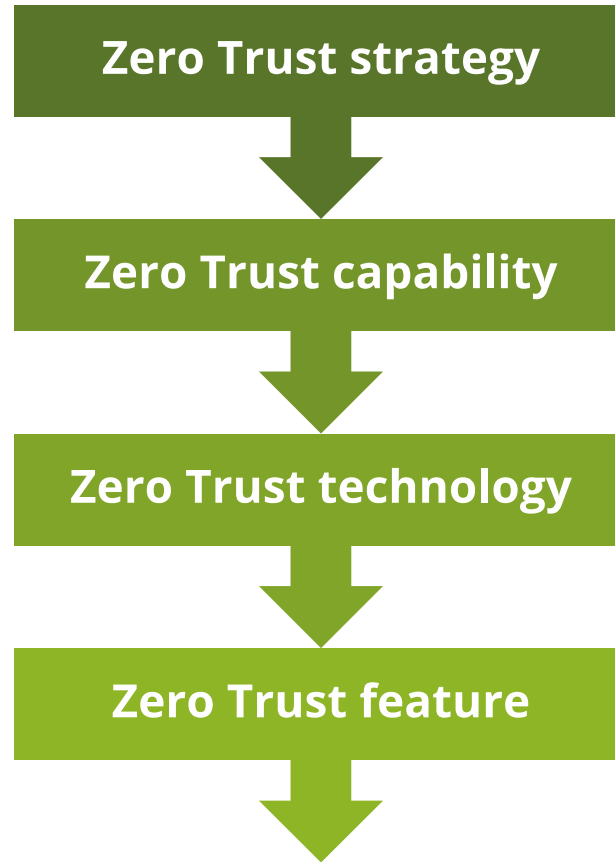 Zero Trust strategy
Zero Trust capability
Zero Trust technology
Zero Trust feature